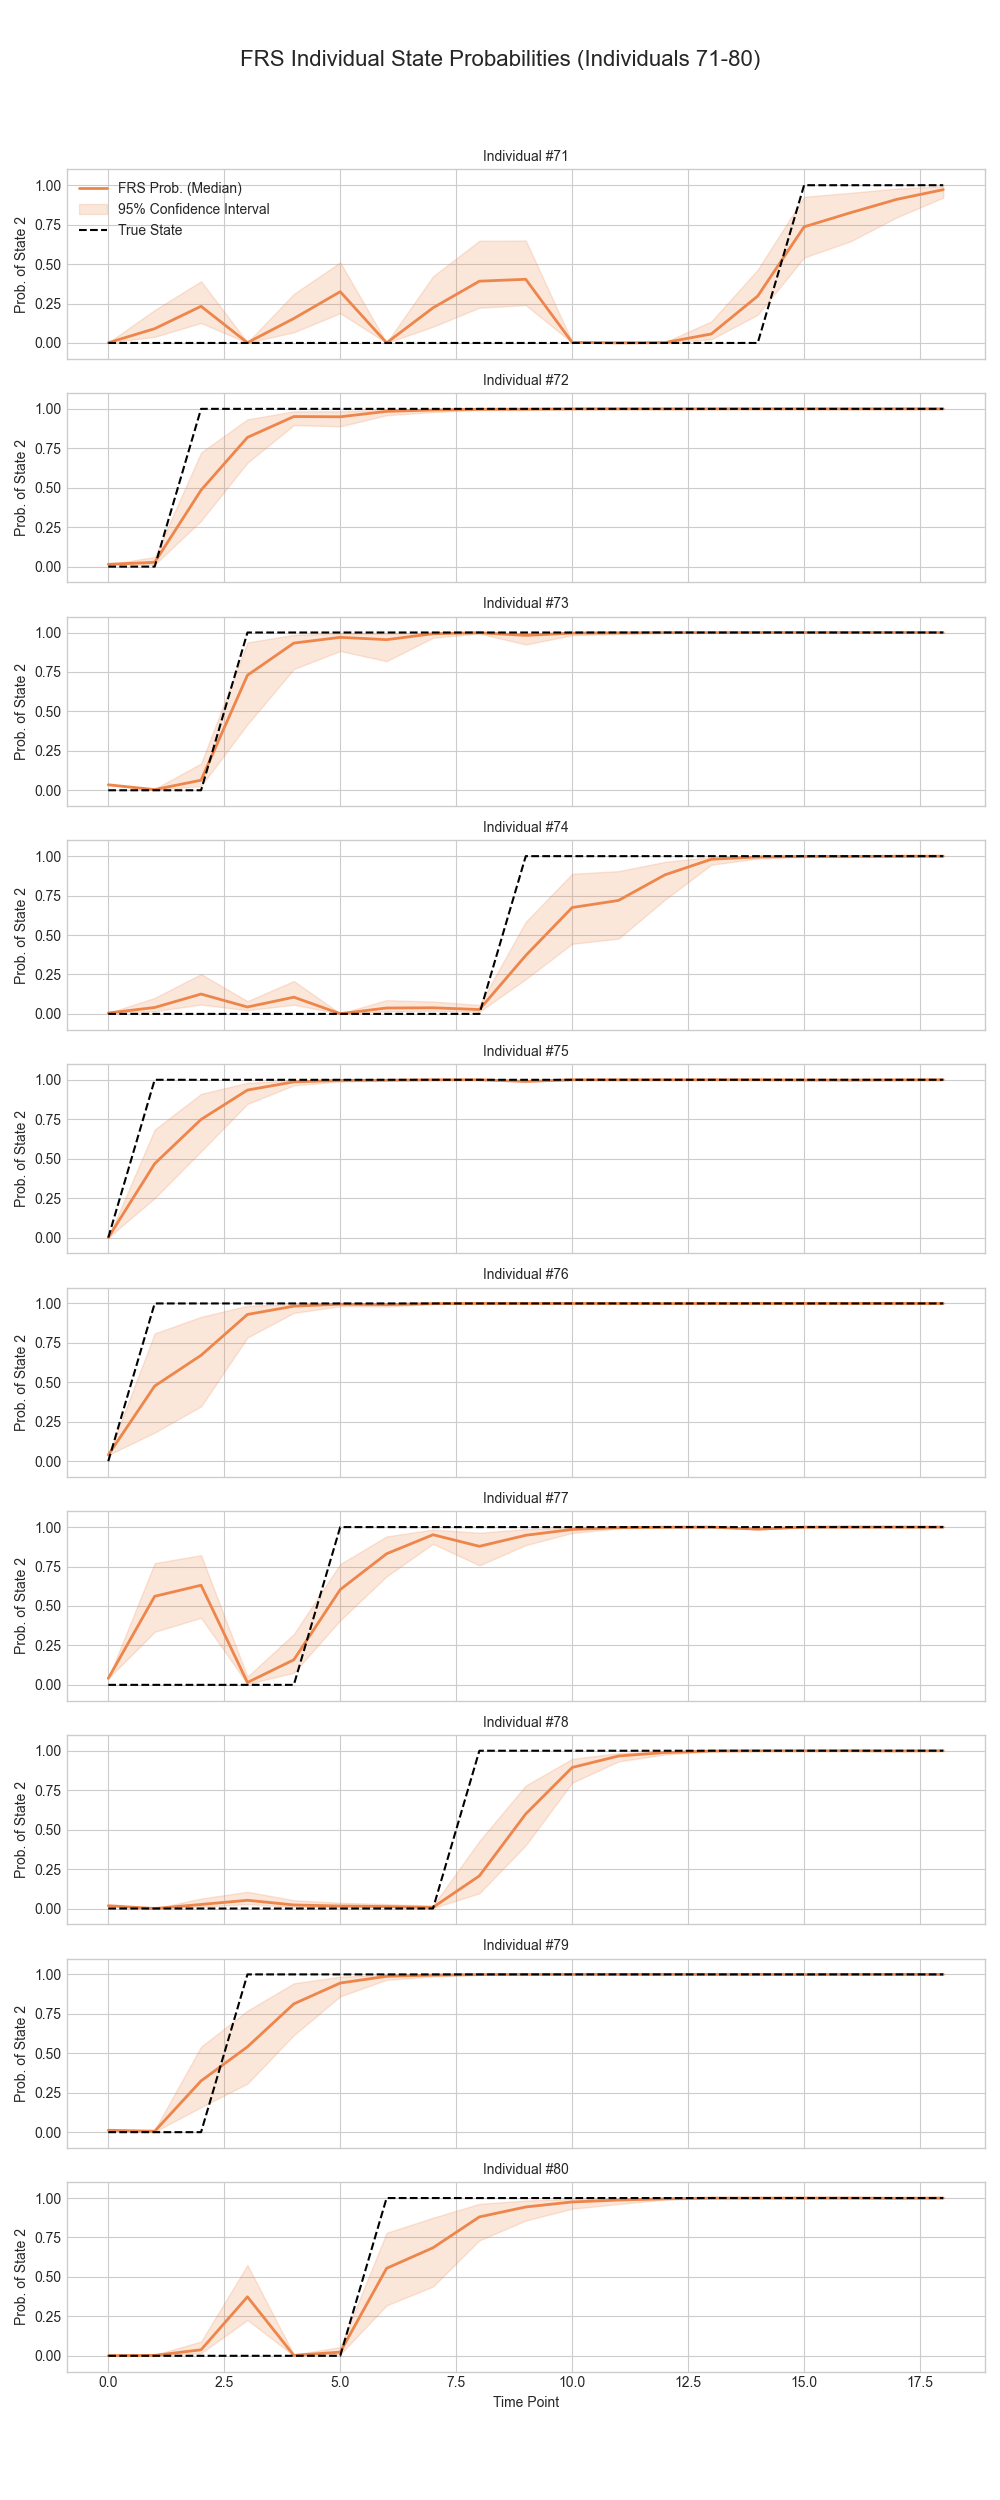 FRS Individual State Probabilities (Individuals 71-80)
Individual #71
FRS Prob. (Median)
95% Confidence Interval
True State
Prob. of State 2
1.00
0.75
0.50
0.25
0.00
Individual #72
Prob. of State 2
1.00
0.75
0.50
0.25
0.00
Individual #73
Prob. of State 2
1.00
0.75
0.50
0.25
0.00
Individual #74
Prob. of State 2
1.00
0.75
0.50
0.25
0.00
Individual #75
Prob. of State 2
1.00
0.75
0.50
0.25
0.00
Individual #76
Prob. of State 2
1.00
0.75
0.50
0.25
0.00
Individual #77
Prob. of State 2
1.00
0.75
0.50
0.25
0.00
Individual #78
Prob. of State 2
1.00
0.75
0.50
0.25
0.00
Individual #79
Prob. of State 2
1.00
0.75
0.50
0.25
0.00
Individual #80
Prob. of State 2
1.00
0.75
0.50
0.25
0.00
0.0 2.5 5.0 7.5 10.0 12.5 15.0 17.5
Time Point